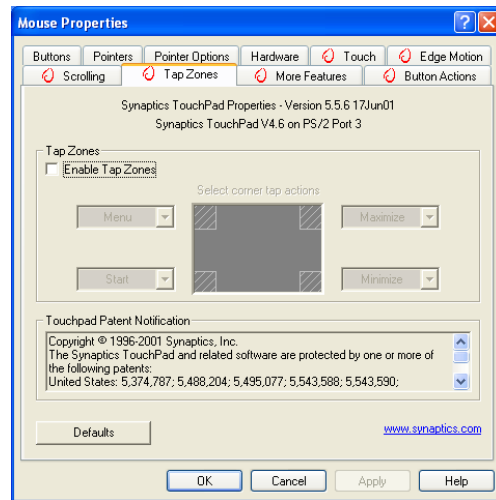 Mouse Properties
Buttons Pointers Pointer Options Hardware Touch Edge Motion
Scrolling Tap Zones More Features Button Actions
Synaptics TouchPad Properties - Version 5.5.6 17Jun01
Synaptics TouchPad V4.6 on PS/2 Port 3
Tap Zones
Enable Tap Zones
Select corner tap actions
Menu Maximize
Start Minimize
Touchpad Patent Notification
Copyright © 1996-2001 Synaptics, Inc.
The Synaptics TouchPad and related software are protected by one or more of
the following patents:
United States: 5,374,787; 5,488,204; 5,495,077; 5,543,588; 5,543,590;
Defaults www.synaptics.com
OK Cancel Apply Help